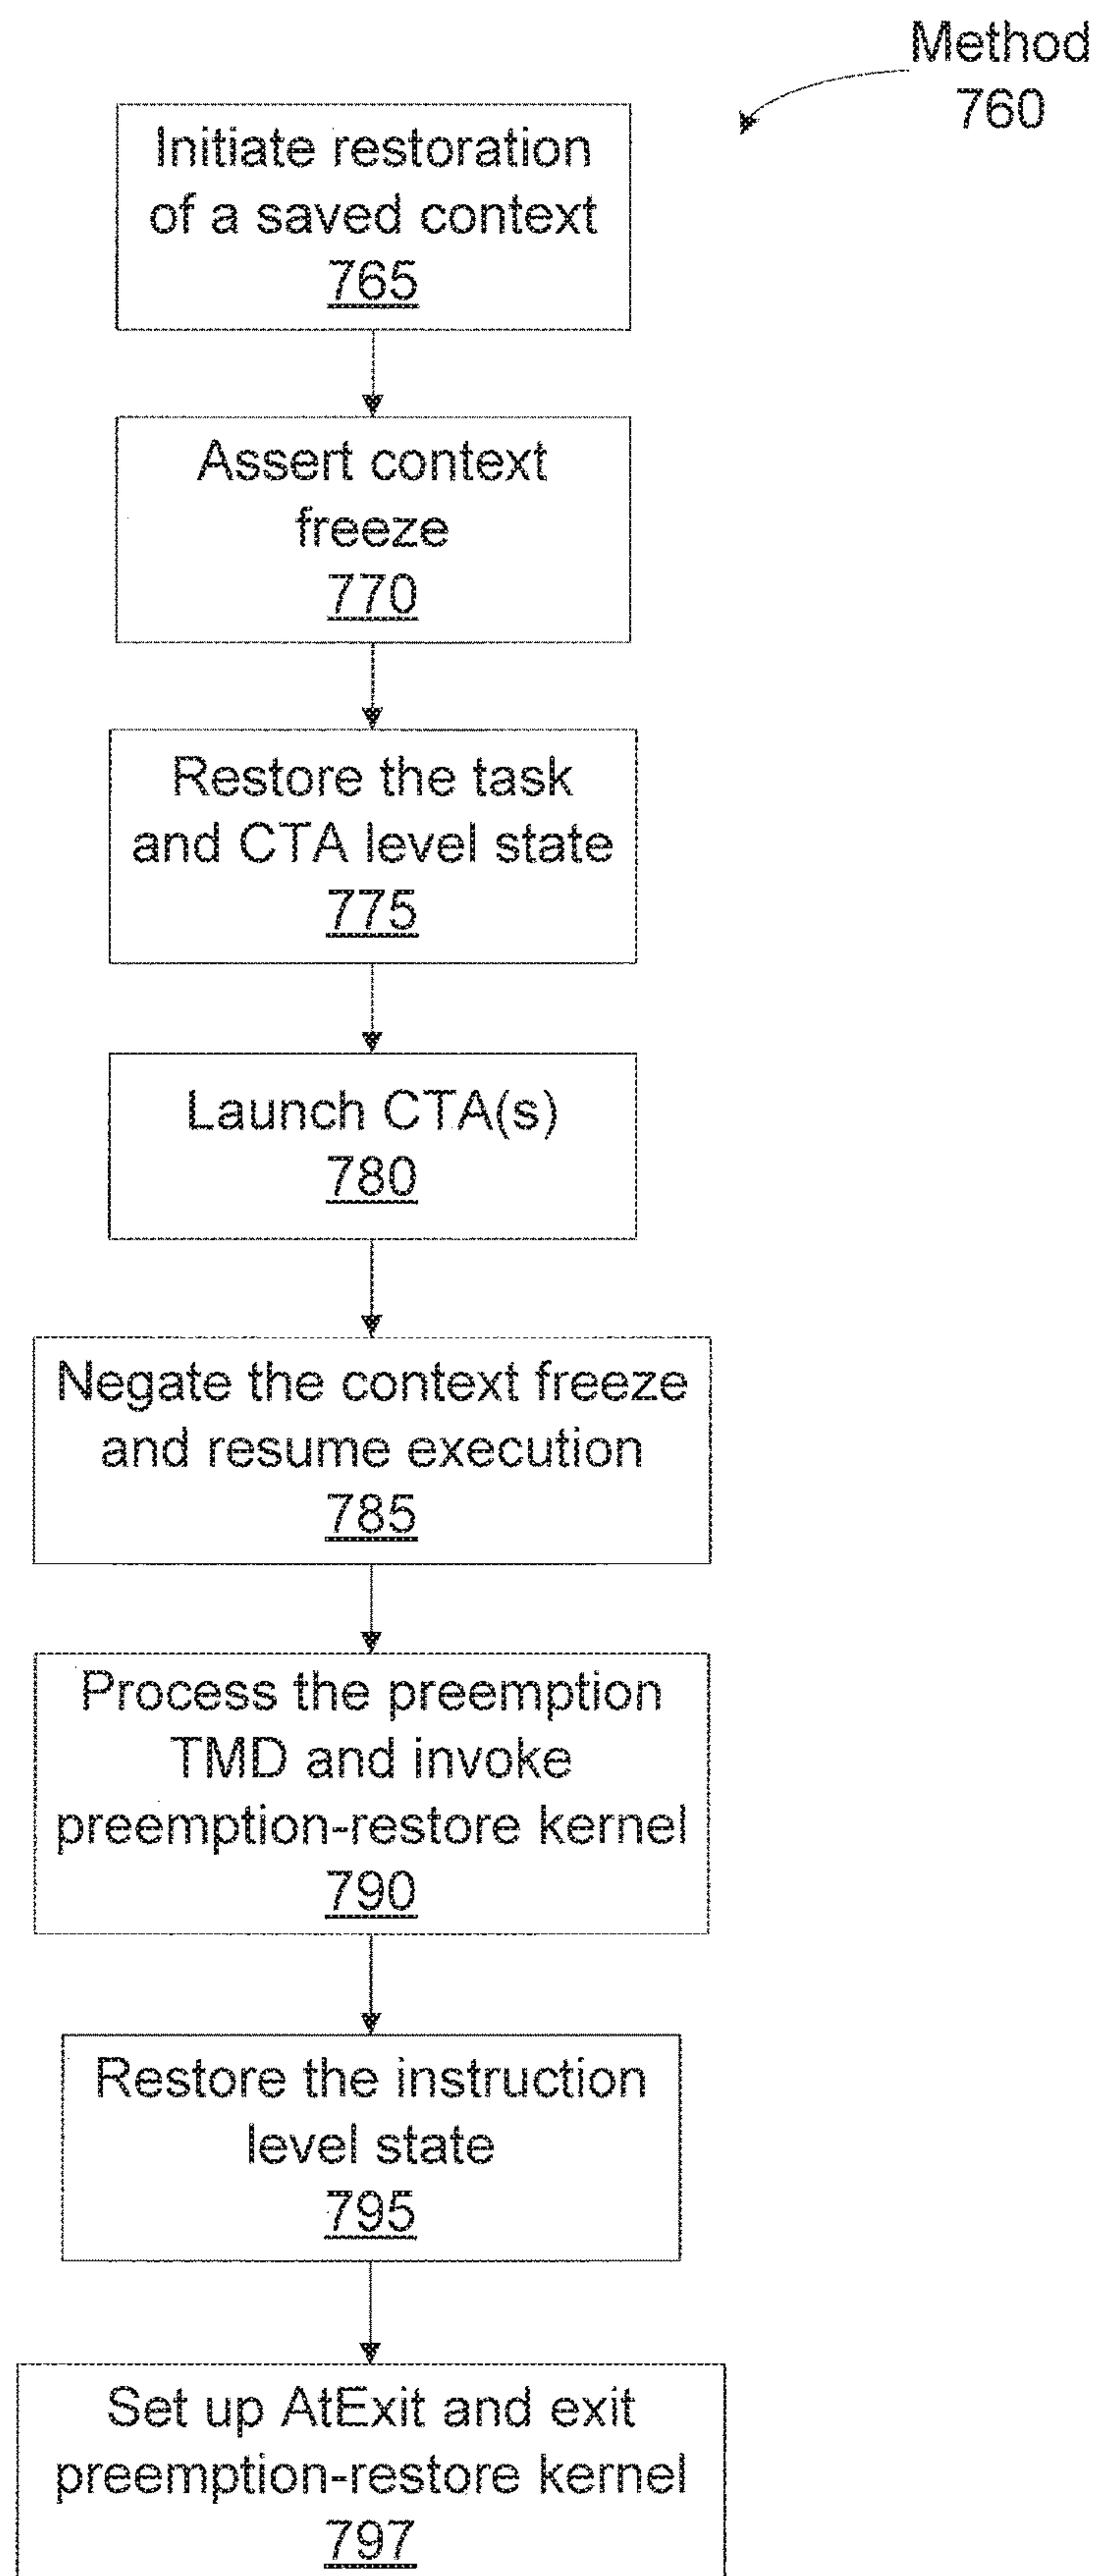 Method
760
Initiate restoration
of a saved context
765
Assert context
freeze
770
Restore the task
and CTA level state
775
Launch CTA(s)
780
Negate the context freeze
and resume execution
785
Process the preemption
TMD and invoke
preemption-restore kernel
790
Restore the instruction
level state
795
Set up AtExit and exit
preemption-restore kernel
797